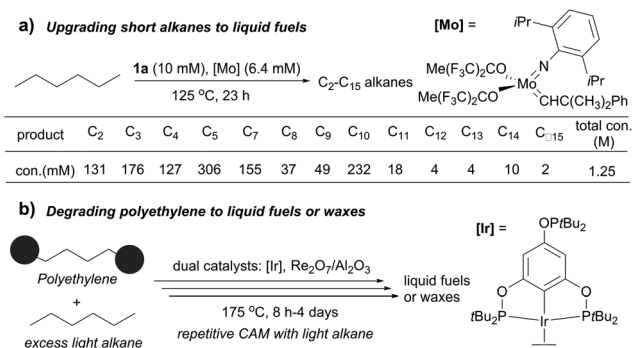 a) Upgrading short alkanes to liquid fuels
[Mo] =
iPr
N
iPr
Me(F3C)2CO
Mo
Me(F3C)2CO
CHC(CH3)2Ph
1a (10 mM), [Mo] (6.4 mM)
125 °C, 23 h
C2-C15 alkanes
product C2 C3 C4 C5 C7 C8 C9 C10 C11 C12 C13 C14 C□15 total con. (M)
con.(mM) 131 176 127 306 155 37 49 232 18 4 4 10 2 1.25
b) Degrading polyethylene to liquid fuels or waxes
[Ir] =
OPtBu2
Polyethylene
+
excess light alkane
dual catalysts: [Ir], Re2O7/Al2O3
175 °C, 8 h-4 days
repetitive CAM with light alkane
liquid fuels
or waxes
O
O
tBu2P
Ir
PtBu2